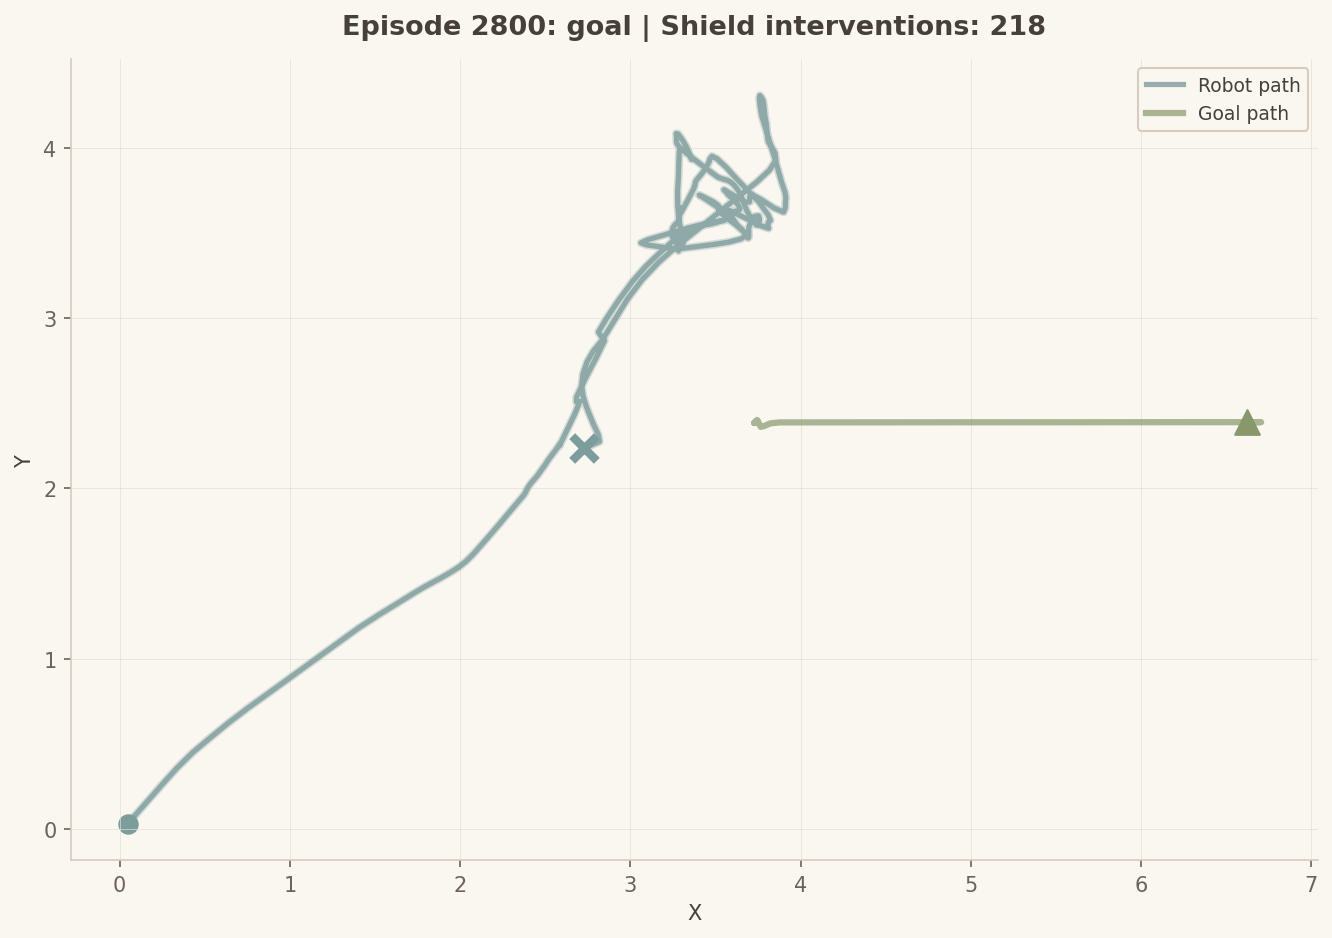 Episode 2800: goal | Shield interventions: 218
Robot path
Goal path
4
3
2
1
0
Y
0 1 2 3 4 5 6 7
X